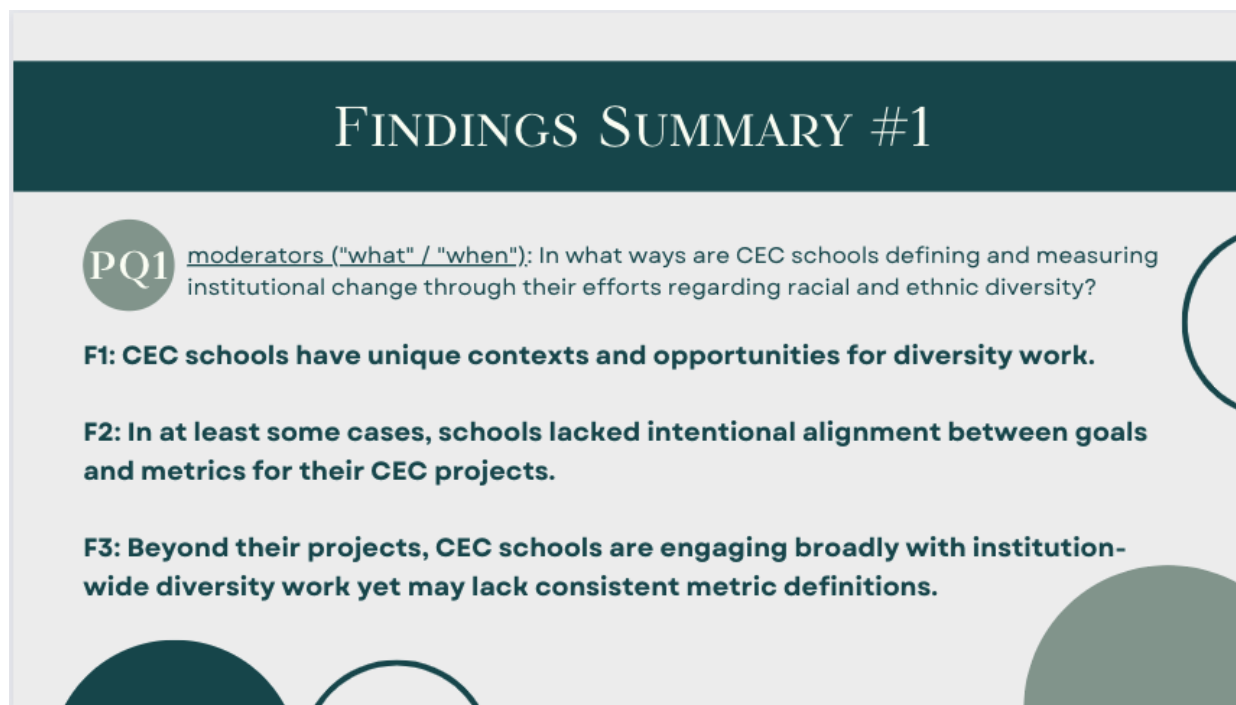 Findings Summary #1
PQ1
moderators ("what" / "when"): In what ways are CEC schools defining and measuring
institutional change through their efforts regarding racial and ethnic diversity?
F1: CEC schools have unique contexts and opportunities for diversity work.
F2: In at least some cases, schools lacked intentional alignment between goals
and metrics for their CEC projects.
F3: Beyond their projects, CEC schools are engaging broadly with institution-
wide diversity work yet may lack consistent metric definitions.